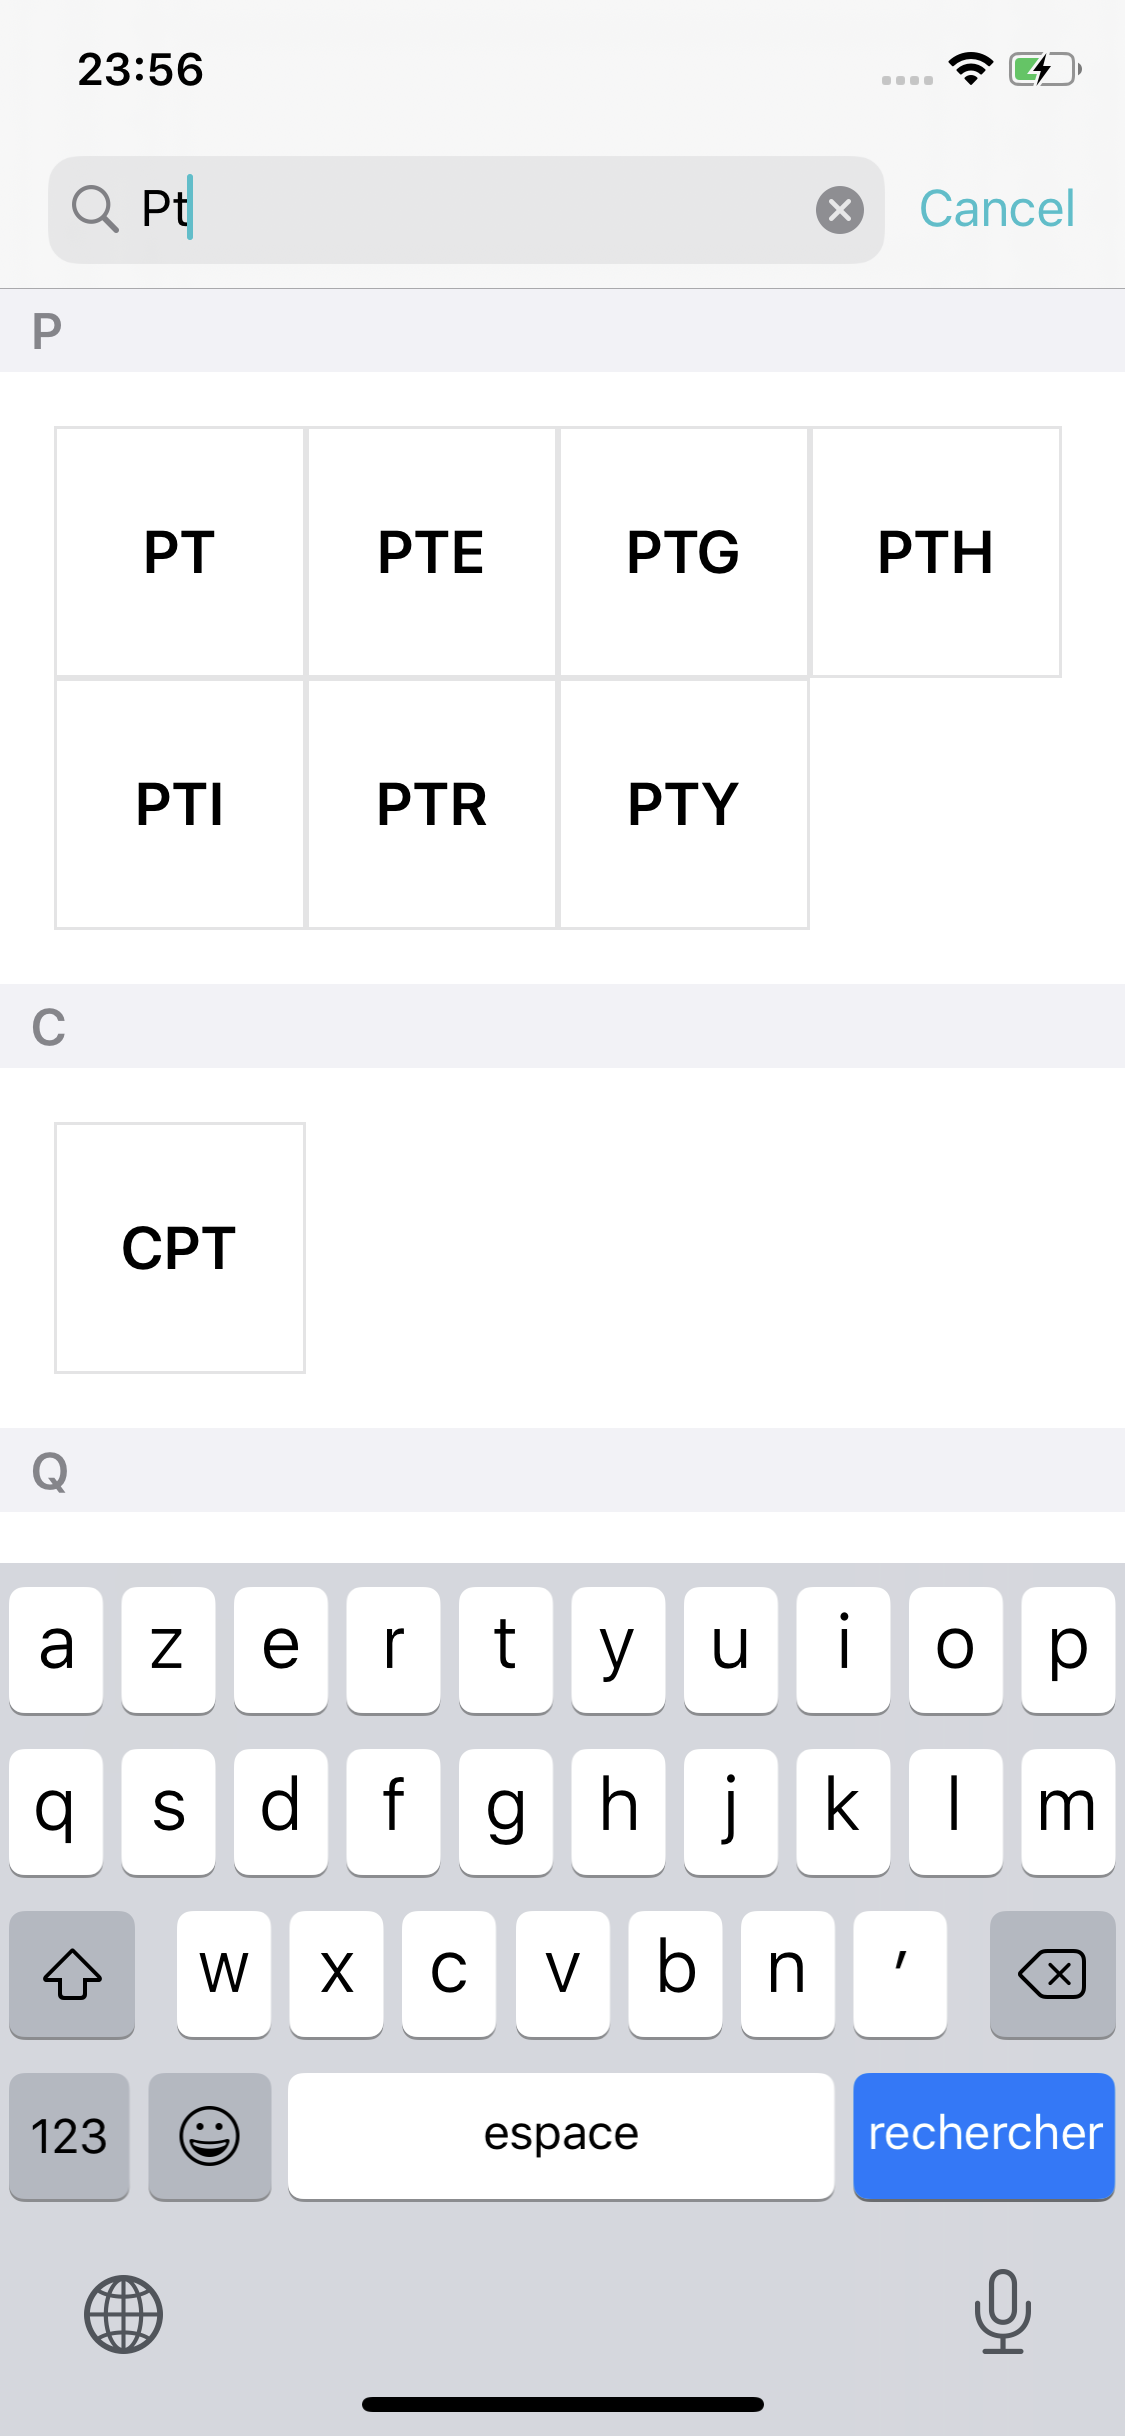 23:56
Pt
Cancel
P
PT PTE PTG PTH
PTI PTR PTY
C
CPT
Q
a z e r t y u i o p
q s d f g h j k l m
w x c v b n ′
123 espace rechercher